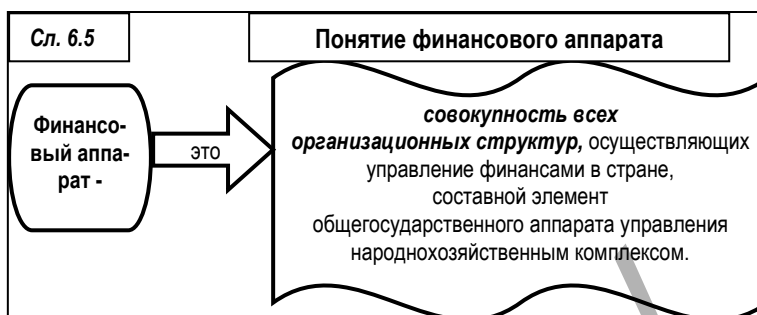 Сл. 6.5
Понятие финансового аппарата
Финансо-
вый аппа-
рат -
это
совокупность всех
организационных структур, осуществляющих
управление финансами в стране,
составной элемент
общегосударственного аппарата управления
народнохозяйственным комплексом.